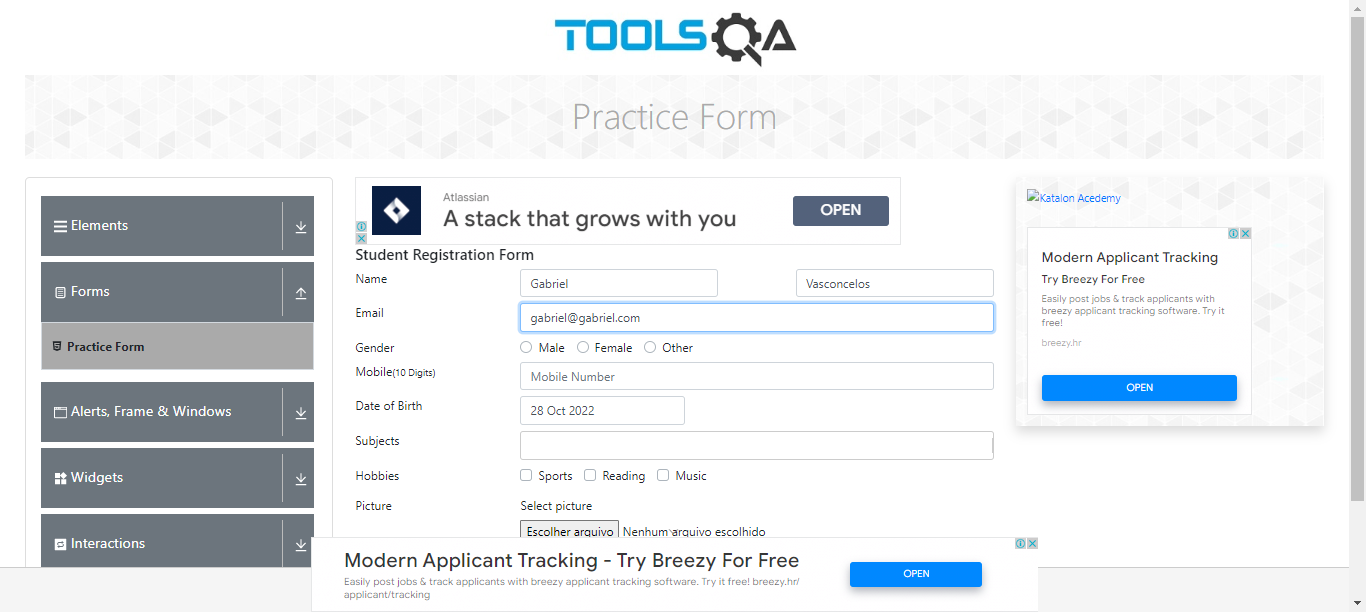 TOOLSQA
Practice Form
Elements
Forms
Practice Form
Alerts, Frame & Windows
Widgets
Interactions
Atlassian
A stack that grows with you
OPEN
Student Registration Form
Name Gabriel Vasconcelos
Email gabriel@gabriel.com
Gender Male Female Other
Mobile(10 Digits) Mobile Number
Date of Birth 28 Oct 2022
Subjects
Hobbies Sports Reading Music
Picture Select picture
Escolher arquivo Nenhum arquivo escolhido
Katalon Acedemy
Modern Applicant Tracking
Try Breezy For Free
Easily post jobs & track applicants with
breezy applicant tracking software. Try it
free!
breezy.hr
OPEN
Modern Applicant Tracking - Try Breezy For Free
Easily post jobs & track applicants with breezy applicant tracking software. Try it free! breezy.hr/
applicant/tracking
OPEN